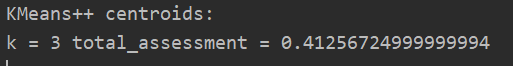 KMeans++ centroids:
k = 3 total_assessment = 0.41256724999999994